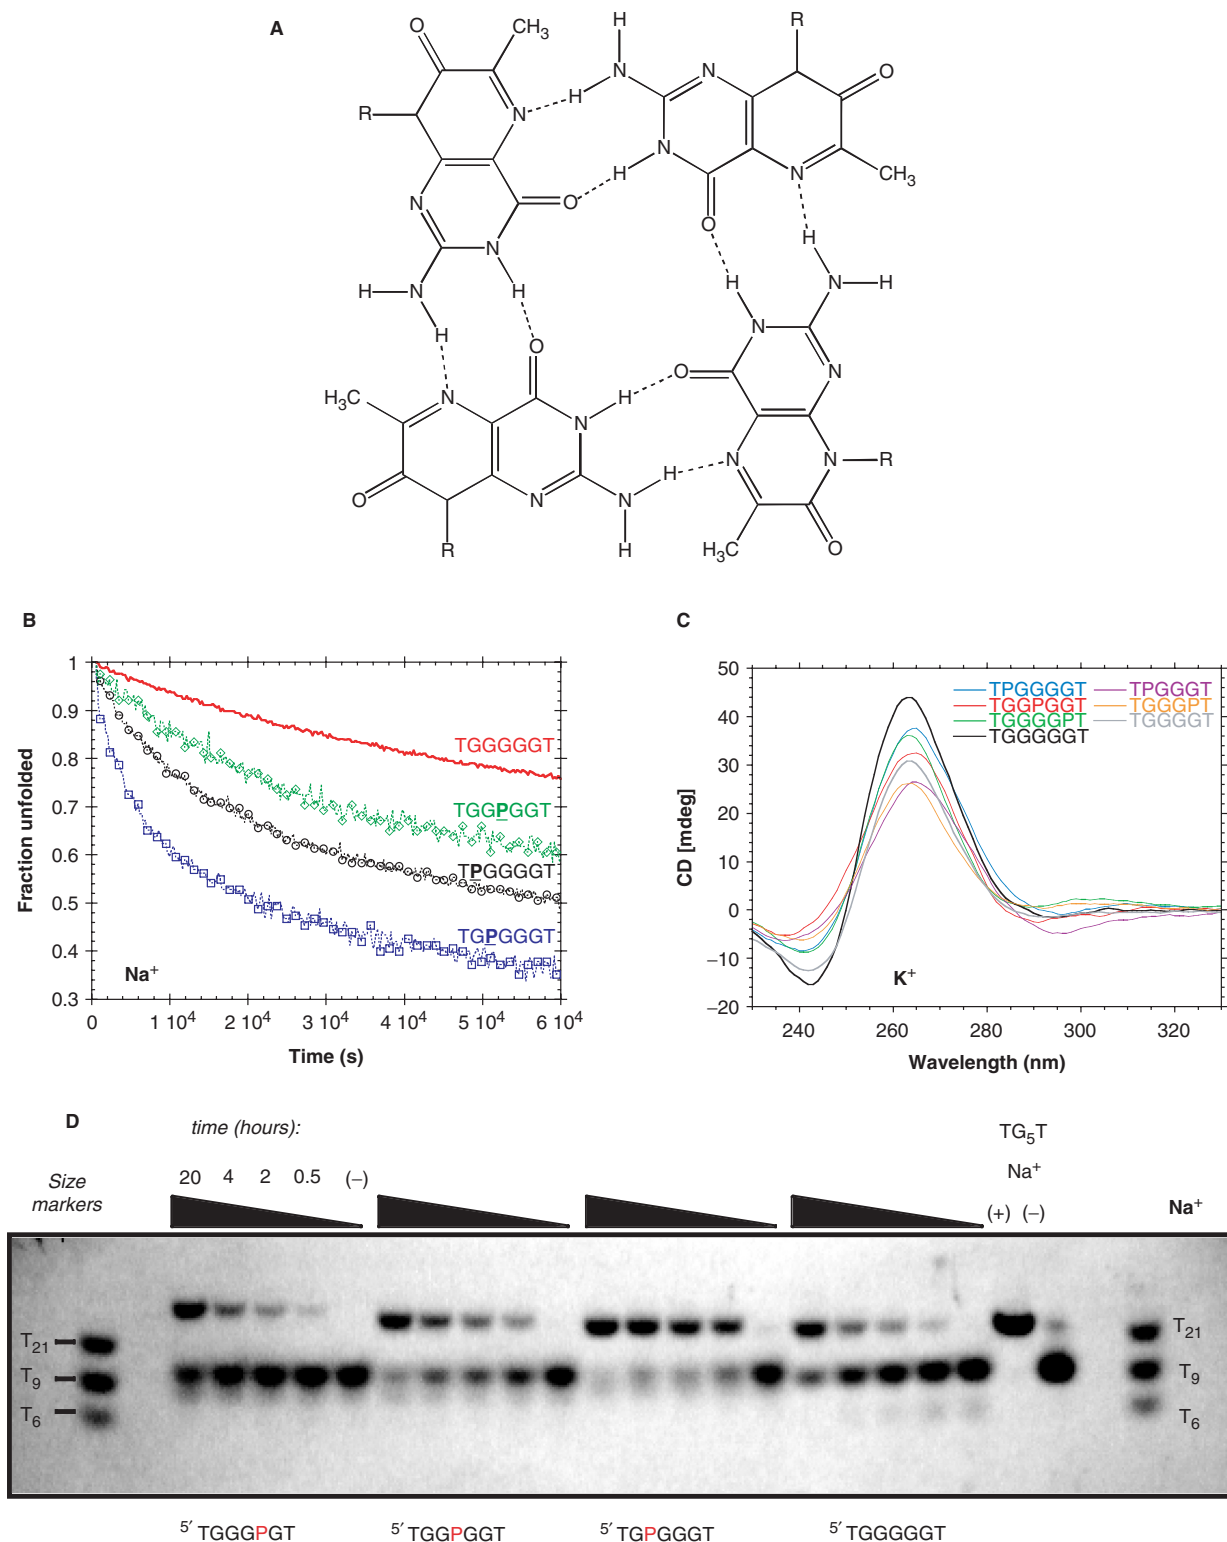 A
O
CH3
R
H
N
H
N
R
O
N
H
N
N
H
O
O
N
CH3
N
N
H
O
H
N
H
H
N
H
H
N
H
H
O
N
N
H3C
N
H
O
O
N
N
H
N
R
O
N
N
R
H
H3C
O
B
Fraction unfolded
1
0.9
0.8
0.7
0.6
0.5
0.4
0.3
TGGGGGT
TGGPGGT
TPGGGGT
TGPGGGT
Na+
0 1 10^4 2 10^4 3 10^4 4 10^4 5 10^4 6 10^4
Time (s)
C
CD [mdeg]
50
40
30
20
10
0
−10
−20
TPGGGGT TPGGGT
TGGPGGT TGGGPT
TGGGGPT TGGGGT
TGGGGGT
K+
240 260 280 300 320
Wavelength (nm)
D
time (hours):
TG5T
Size markers
20 4 2 0.5 (−)
Na+
(+) (−)
Na+
T21 T21
T9 T9
T6 T6
5′ TGGGPGT 5′ TGGPGGT 5′ TGPGGGT 5′ TGGGGGT